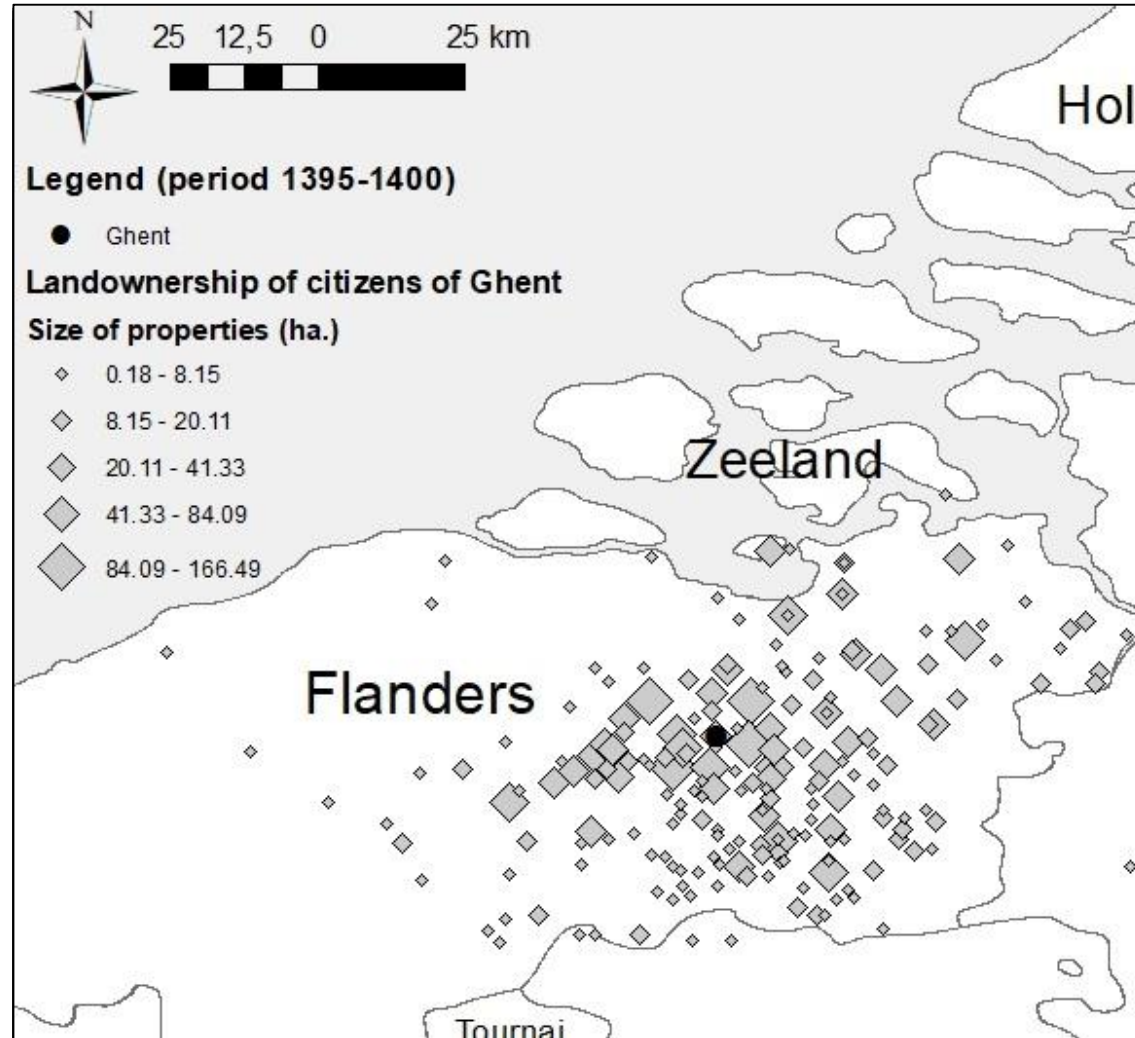 N
25 12,5 0 25 km
Legend (period 1395-1400)
Ghent
Landownership of citizens of Ghent
Size of properties (ha.)
0.18 - 8.15
8.15 - 20.11
20.11 - 41.33
41.33 - 84.09
84.09 - 166.49
Hol
Zeeland
Flanders
Tournai